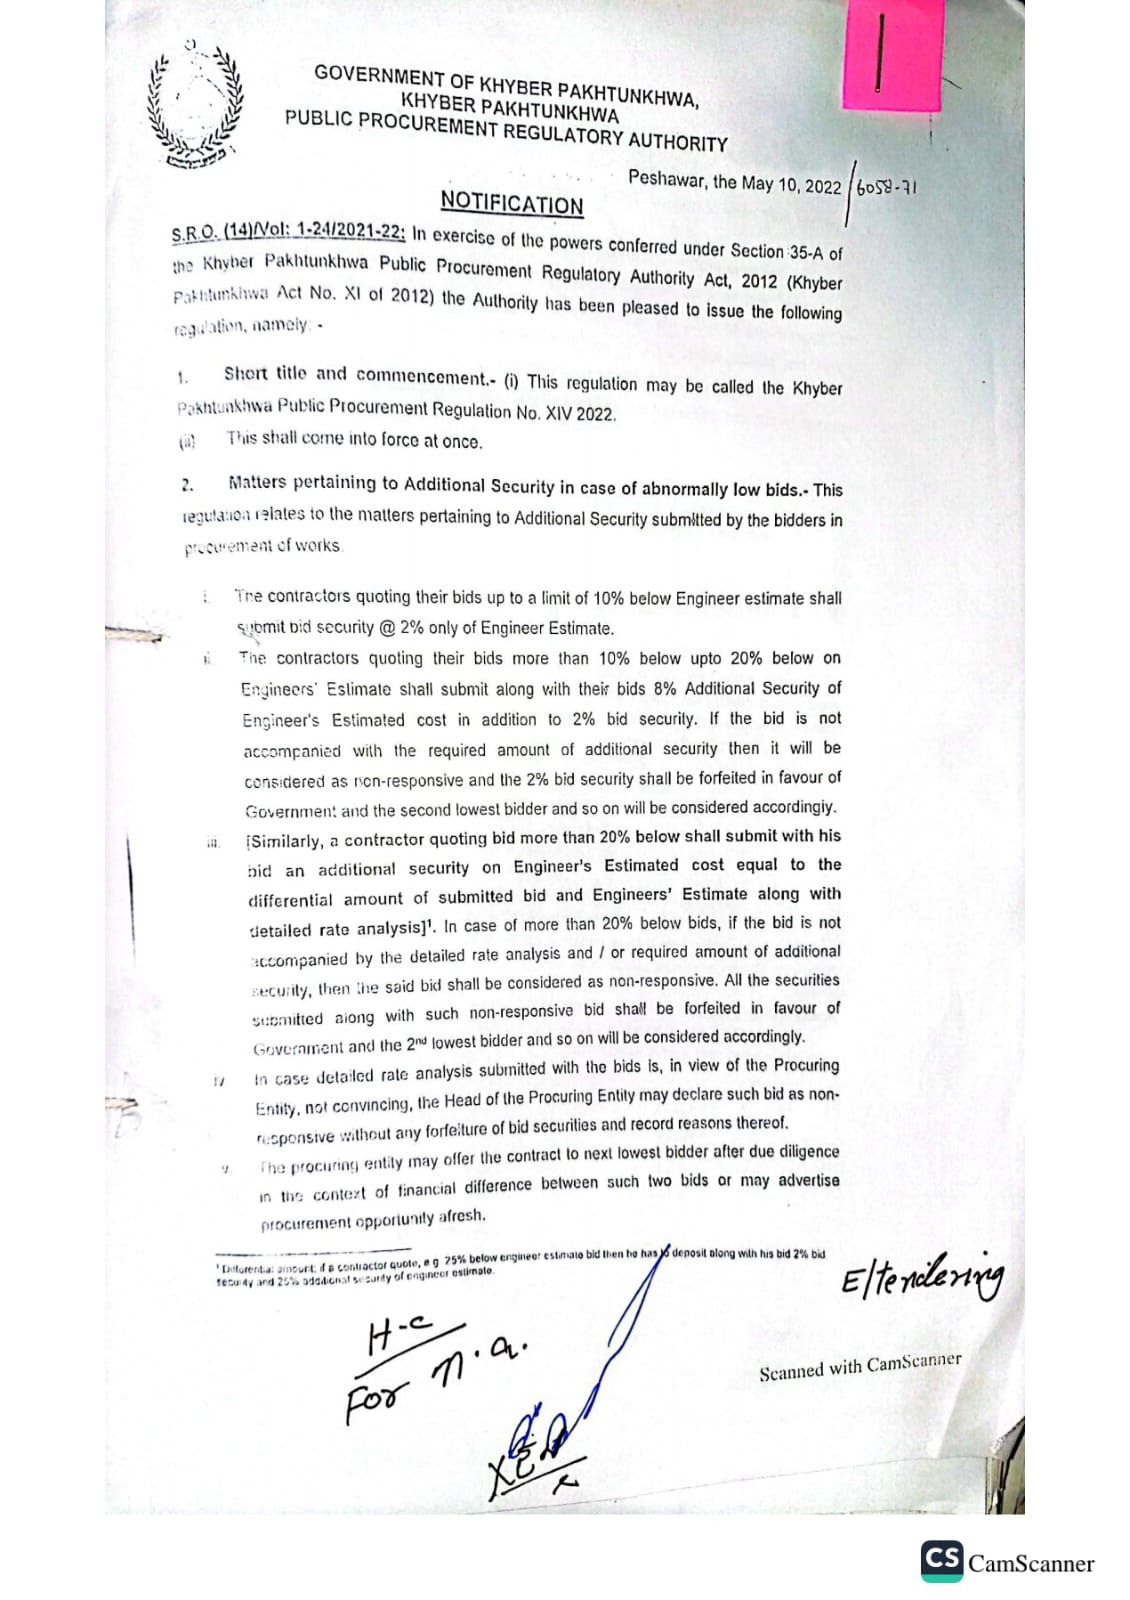 GOVERNMENT OF KHYBER PAKHTUNKHWA,
KHYBER PAKHTUNKHWA
PUBLIC PROCUREMENT REGULATORY AUTHORITY
Peshawar, the May 10, 2022 /6058-71
NOTIFICATION
S.R.O. (14)/Vol: 1-24/2021-22: In exercise of the powers conferred under Section 35-A of
the Khyber Pakhtunkhwa Public Procurement Regulatory Authority Act, 2012 (Khyber
Pakhtunkhwa Act No. XI of 2012) the Authority has been pleased to issue the following
regulation, namely: -
1. Short title and commencement.- (i) This regulation may be called the Khyber
Pakhtunkhwa Public Procurement Regulation No. XIV 2022.
(ii) This shall come into force at once.
2. Matters pertaining to Additional Security in case of abnormally low bids.- This
regulation relates to the matters pertaining to Additional Security submitted by the bidders in
procurement of works.
i. The contractors quoting their bids up to a limit of 10% below Engineer estimate shall
submit bid security @ 2% only of Engineer Estimate.
ii. The contractors quoting their bids more than 10% below upto 20% below on
Engineers' Estimate shall submit along with their bids 8% Additional Security of
Engineer's Estimated cost in addition to 2% bid security. If the bid is not
accompanied with the required amount of additional security then it will be
considered as non-responsive and the 2% bid security shall be forfeited in favour of
Government and the second lowest bidder and so on will be considered accordingly.
iii. [Similarly, a contractor quoting bid more than 20% below shall submit with his
bid an additional security on Engineer's Estimated cost equal to the
differential amount of submitted bid and Engineers' Estimate along with
detailed rate analysis]¹. In case of more than 20% below bids, if the bid is not
accompanied by the detailed rate analysis and / or required amount of additional
security, then the said bid shall be considered as non-responsive. All the securities
submitted along with such non-responsive bid shall be forfeited in favour of
Government and the 2nd lowest bidder and so on will be considered accordingly.
iv In case detailed rate analysis submitted with the bids is, in view of the Procuring
Entity, not convincing, the Head of the Procuring Entity may declare such bid as non-
responsive without any forfeiture of bid securities and record reasons thereof.
v. The procuring entity may offer the contract to next lowest bidder after due diligence
in the context of financial difference between such two bids or may advertise
procurement opportunity afresh.
¹ Differential amount: if a contractor quote, e.g 25% below engineer estimate bid then he has to deposit along with his bid 2% bid
security and 25% additional security of engineer estimate.
E/tendering
H-C
For n.a.
Scanned with CamScanner
XEN
CS CamScanner